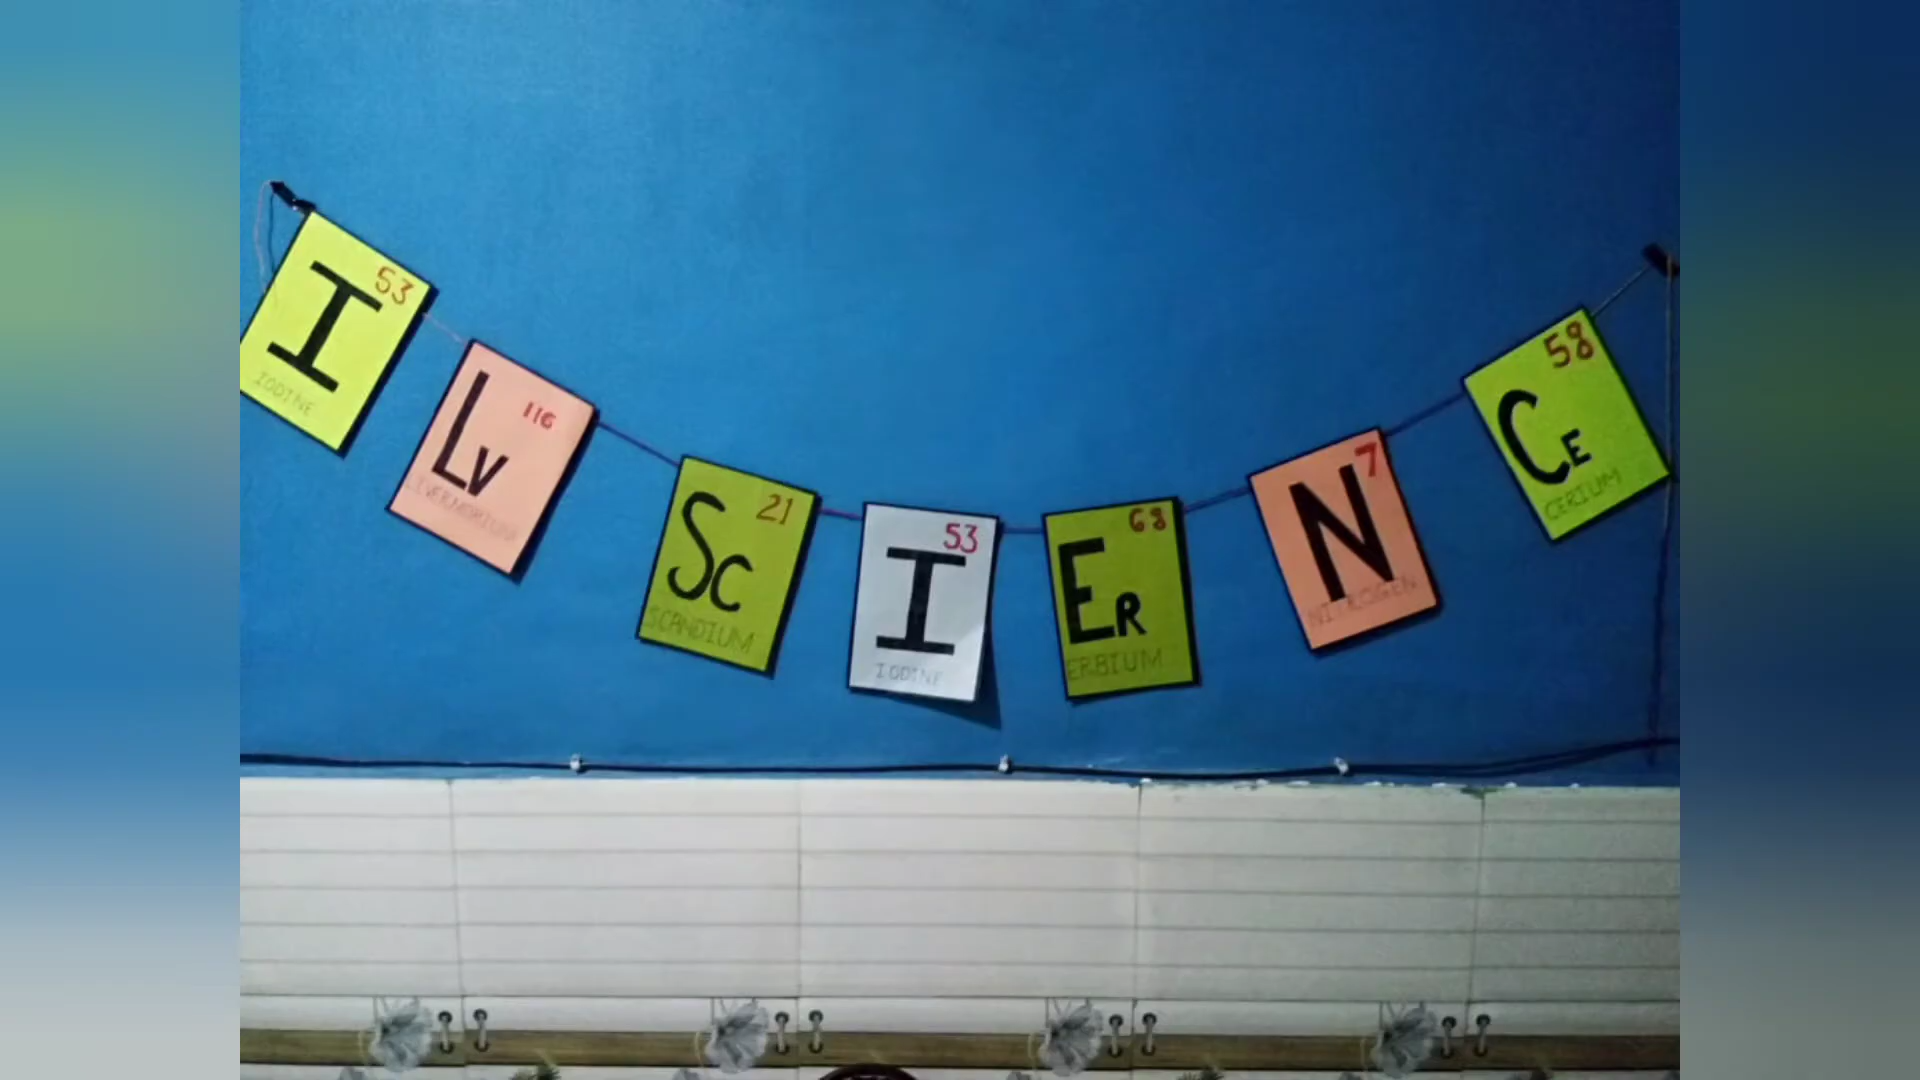 53
I
IODINE
116
LV
LIVERMORIUM
21
SC
SCANDIUM
53
I
IODINE
68
ER
ERBIUM
7
N
NITROGEN
58
CE
CERIUM